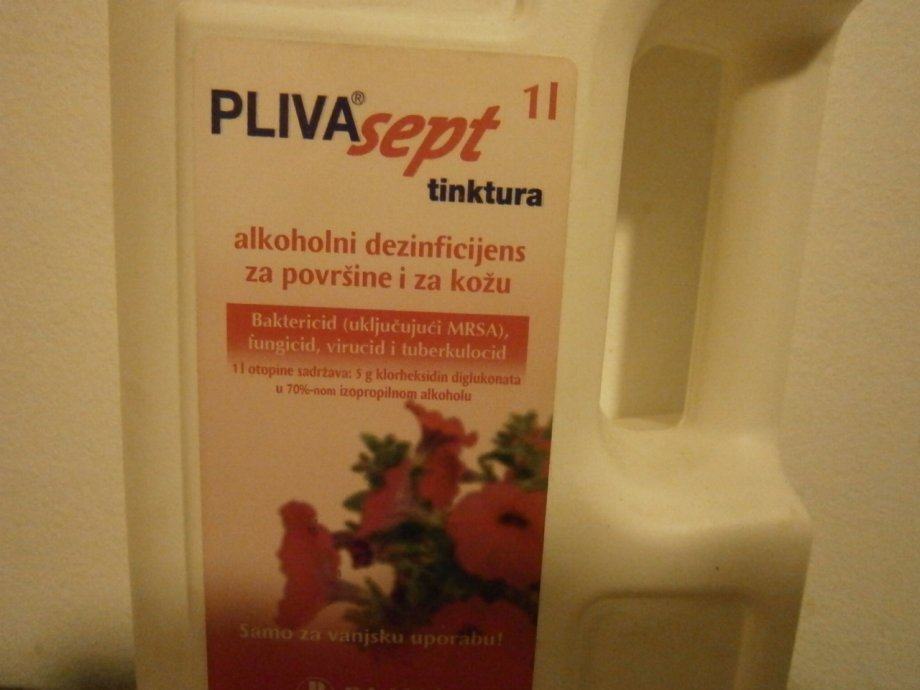 PLIVA®sept 1l
tinktura
alkoholni dezinficijens
za površine i za kožu
Baktericid (uključujući MRSA),
fungicid, virucid i tuberkulocid
1 l otopine sadržava: 5 g klorheksidin diglukonata
u 70%-nom izopropilnom alkoholu
Samo za vanjsku uporabu!